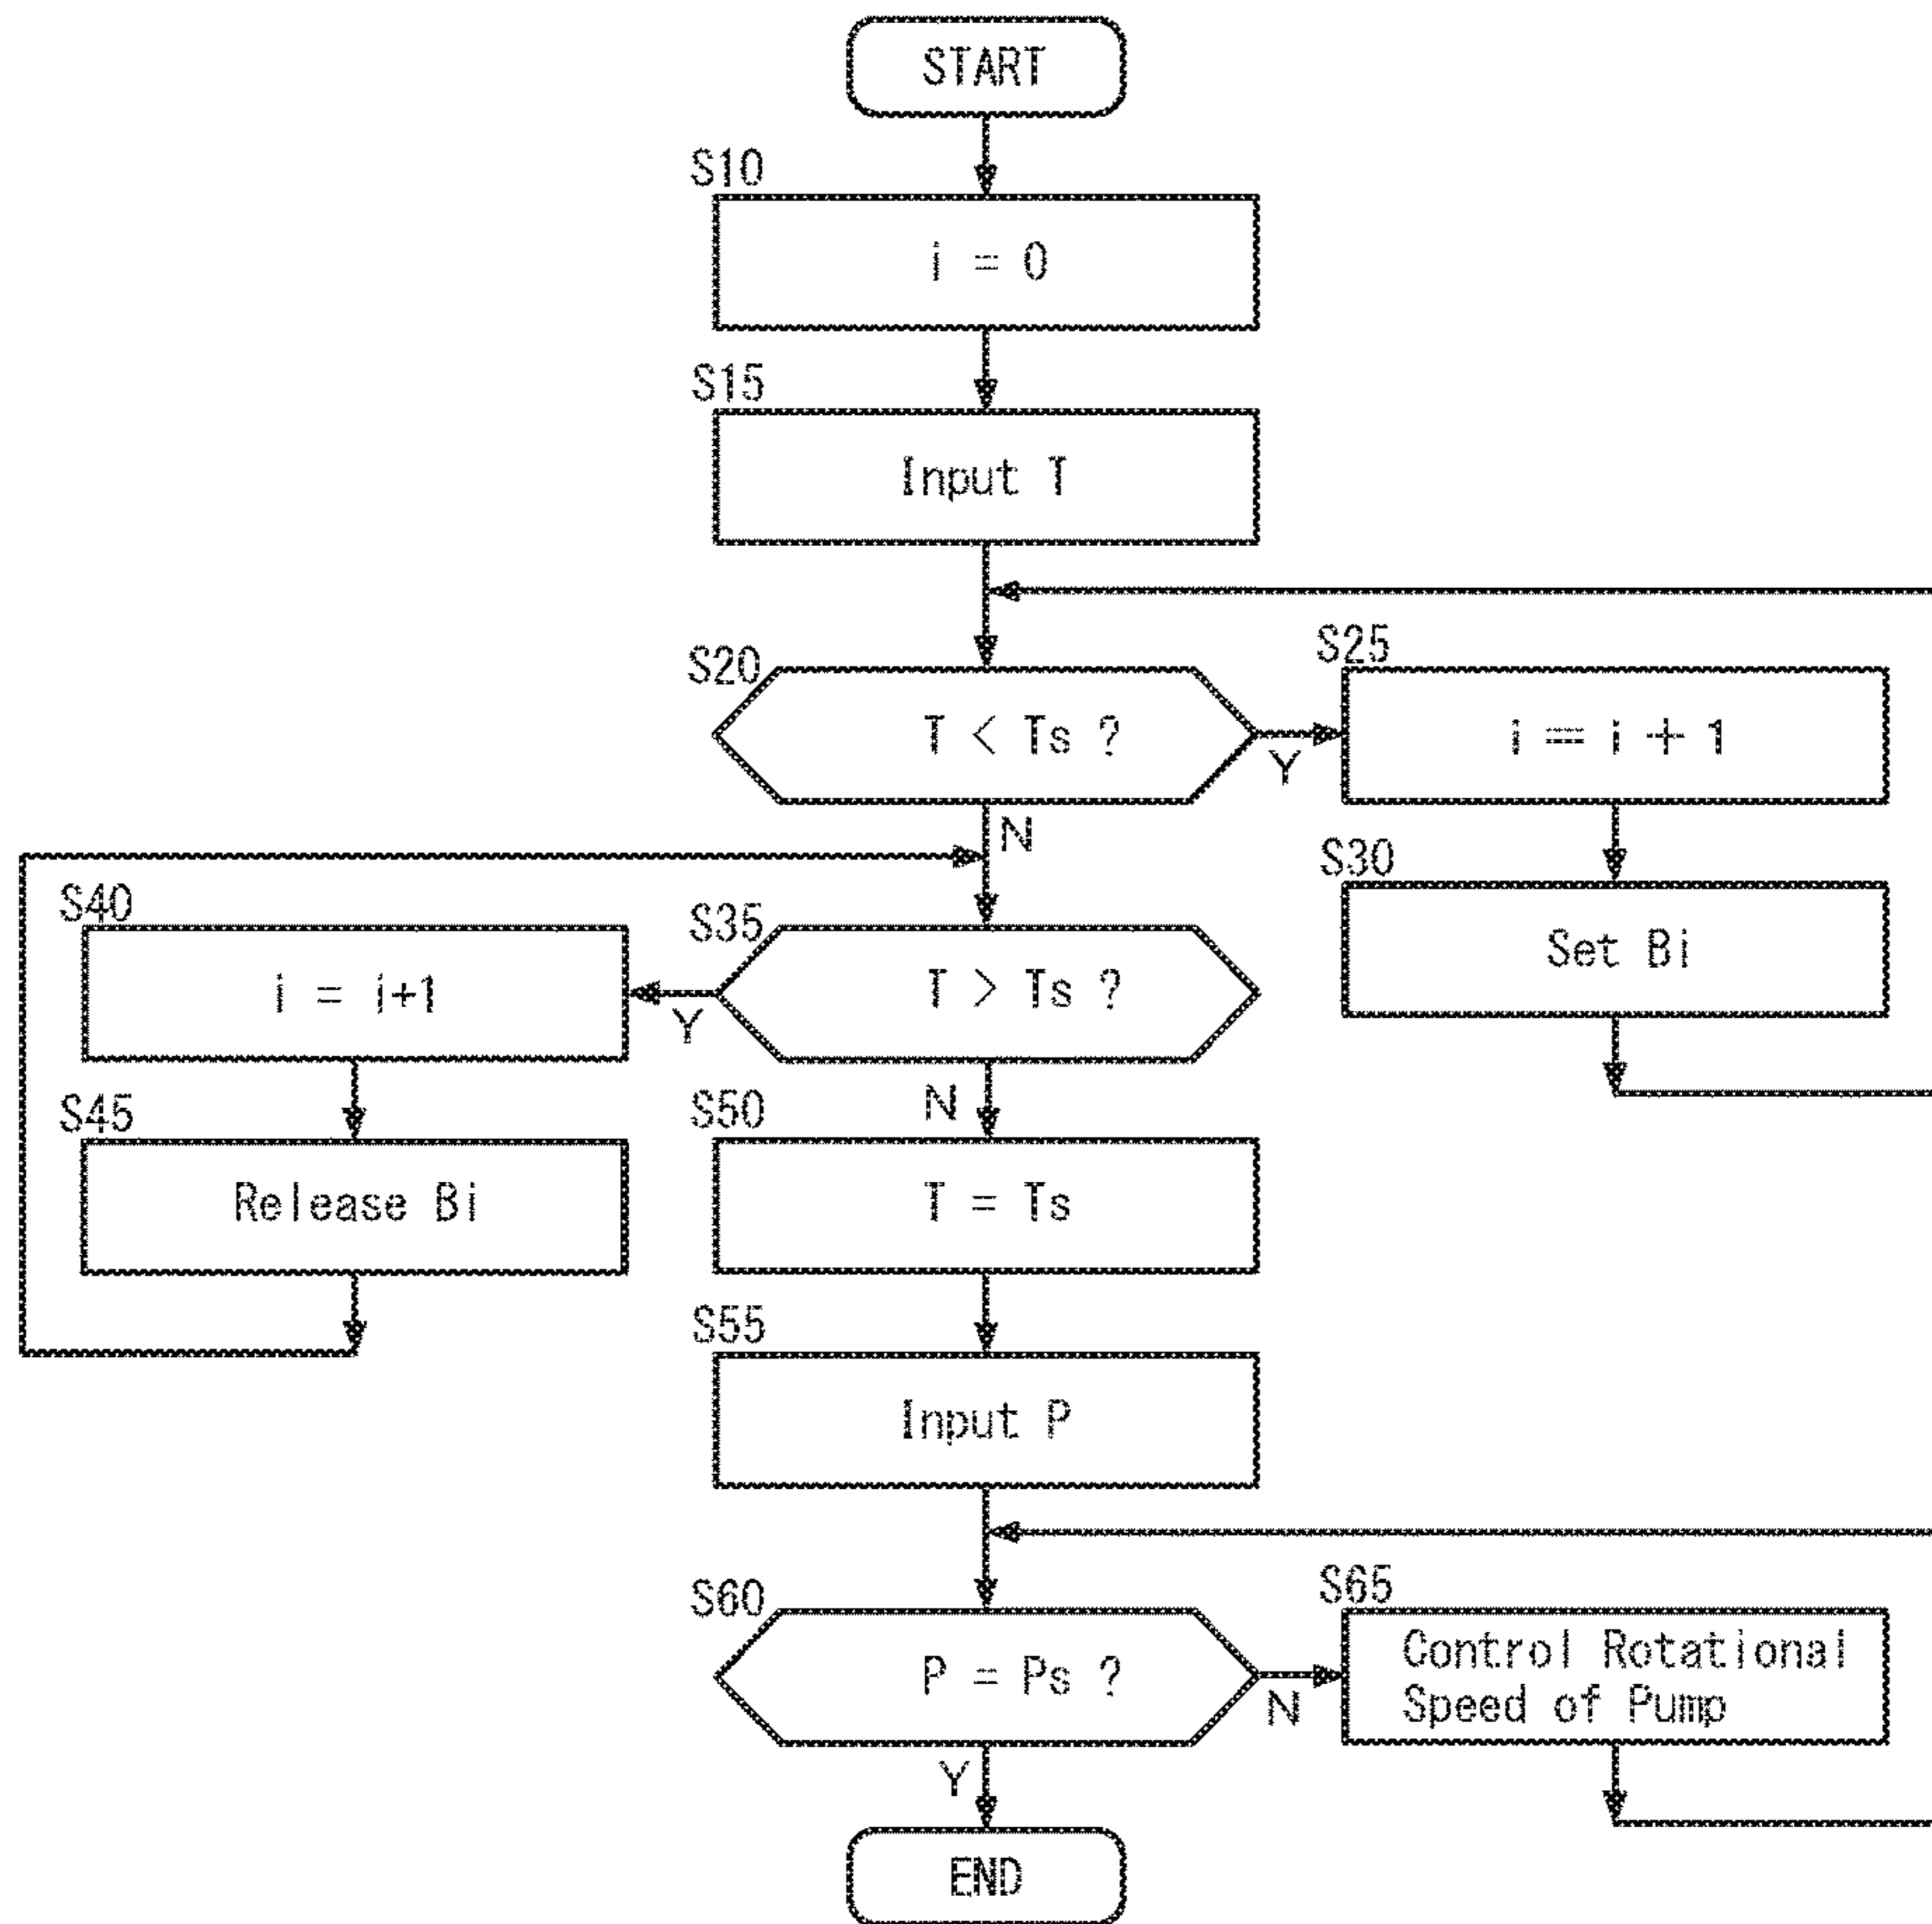 START
S10
i = 0
S15
Input T
S20
T < Ts ?
Y
S25
i = i + 1
N
S30
Set Bi
S35
T > Ts ?
Y
S40
i = i+1
S45
Release Bi
N
S50
T = Ts
S55
Input P
S60
P = Ps ?
N
S65
Control Rotational
Speed of Pump
Y
END